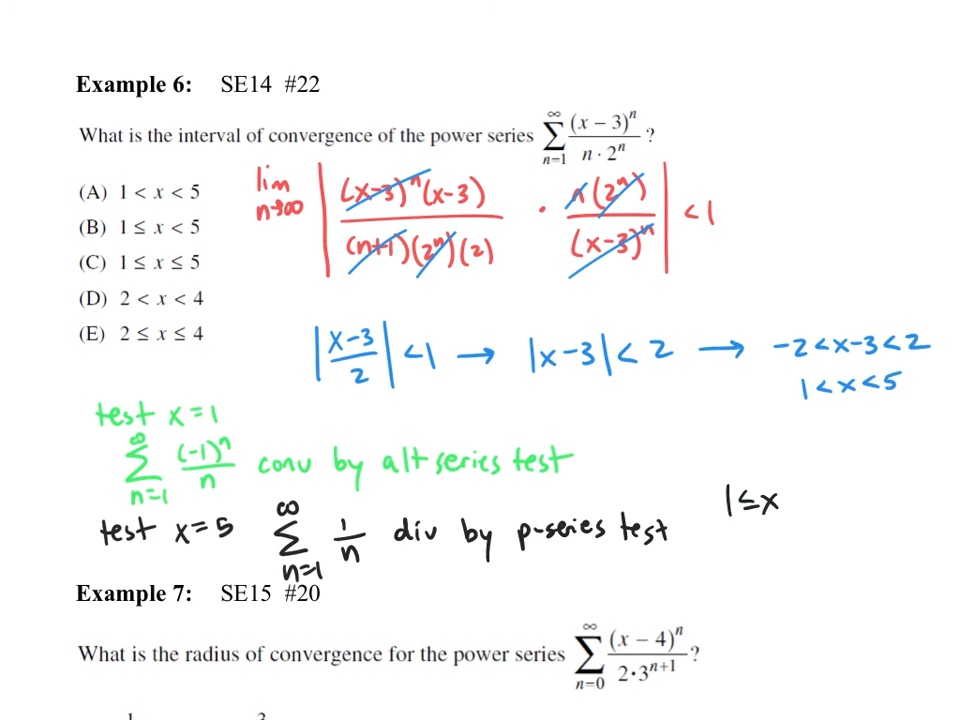 Example 6: SE14 #22
What is the interval of convergence of the power series ∑_{n=1}^{∞} (x − 3)^n / (n · 2^n) ?
(A) 1 < x < 5
(B) 1 ≤ x < 5
(C) 1 ≤ x ≤ 5
(D) 2 < x < 4
(E) 2 ≤ x ≤ 4
lim_{n→∞} | (x-3)^n (x-3) / (n+1)(2^n)(2) · n(2^n) / (x-3)^n | < 1
|x-3 / 2| < 1 → |x-3| < 2 → -2 < x-3 < 2
1 < x < 5
test x = 1
∑_{n=1}^{∞} (-1)^n / n conv by alt series test
test x = 5 ∑_{n=1}^{∞} 1/n div by p-series test
1 ≤ x
Example 7: SE15 #20
What is the radius of convergence for the power series ∑_{n=0}^{∞} (x − 4)^n / (2·3^{n+1}) ?